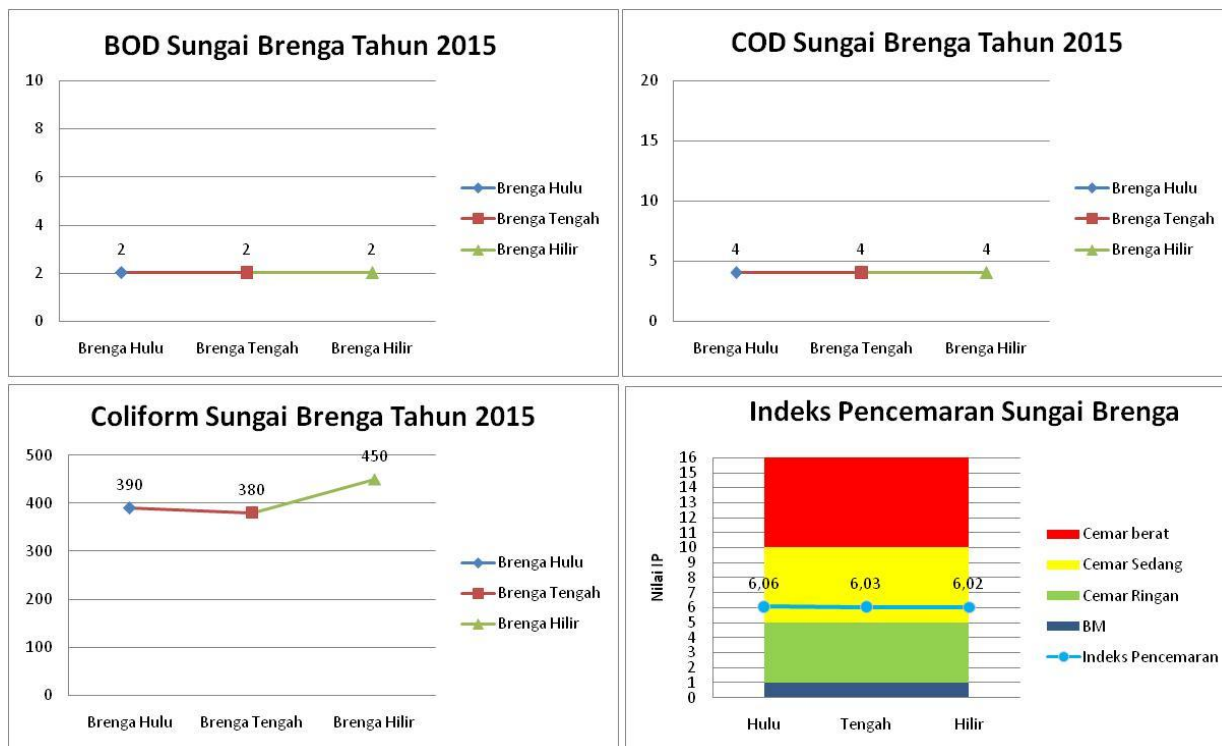 BOD Sungai Brenga Tahun 2015
10
8
6
4
2
0
2 2 2
Brenga Hulu Brenga Tengah Brenga Hilir
Brenga Hulu
Brenga Tengah
Brenga Hilir
COD Sungai Brenga Tahun 2015
20
15
10
5
0
4 4 4
Brenga Hulu Brenga Tengah Brenga Hilir
Brenga Hulu
Brenga Tengah
Brenga Hilir
Coliform Sungai Brenga Tahun 2015
500
400
300
200
100
0
390 380 450
Brenga Hulu Brenga Tengah Brenga Hilir
Brenga Hulu
Brenga Tengah
Brenga Hilir
Indeks Pencemaran Sungai Brenga
Nilai IP
16
15
14
13
12
11
10
9
8
7
6
5
4
3
2
1
0
6,06 6,03 6,02
Hulu Tengah Hilir
Cemar berat
Cemar Sedang
Cemar Ringan
BM
Indeks Pencemaran